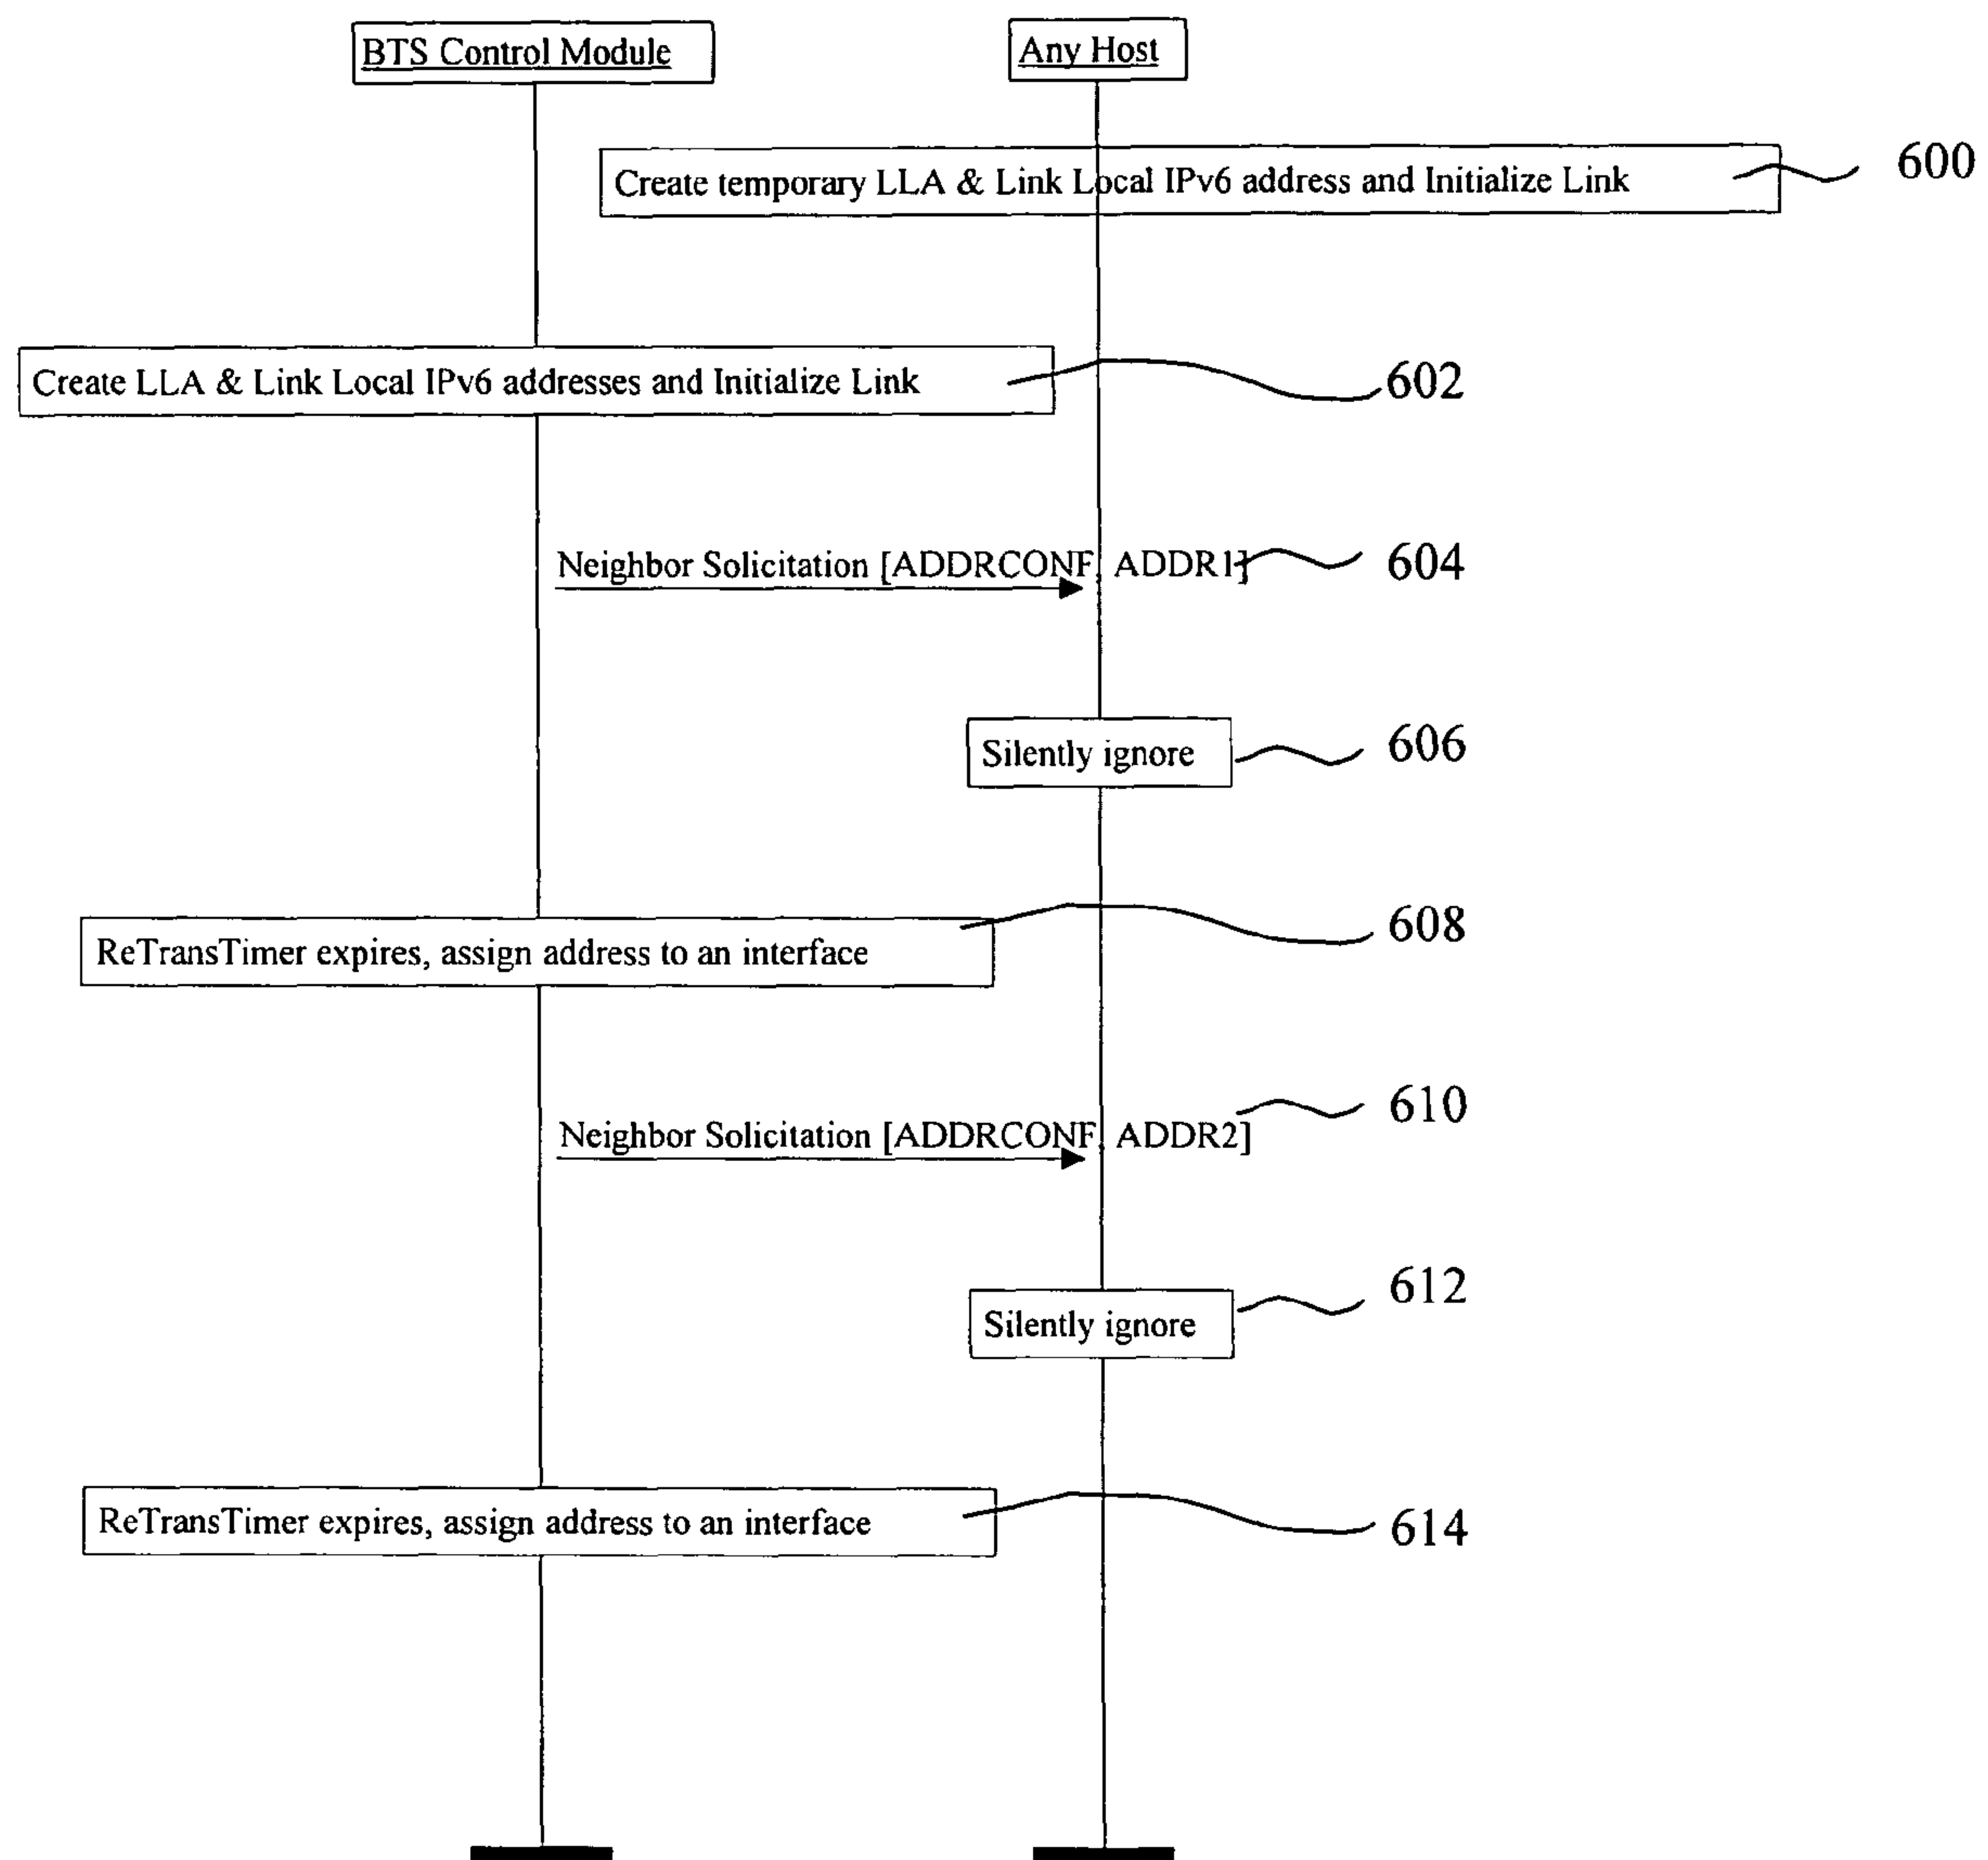 BTS Control Module
Any Host
Create temporary LLA & Link Local IPv6 address and Initialize Link
600
Create LLA & Link Local IPv6 addresses and Initialize Link
602
Neighbor Solicitation [ADDRCONF, ADDR1]
604
Silently ignore
606
ReTransTimer expires, assign address to an interface
608
Neighbor Solicitation [ADDRCONF, ADDR2]
610
Silently ignore
612
ReTransTimer expires, assign address to an interface
614